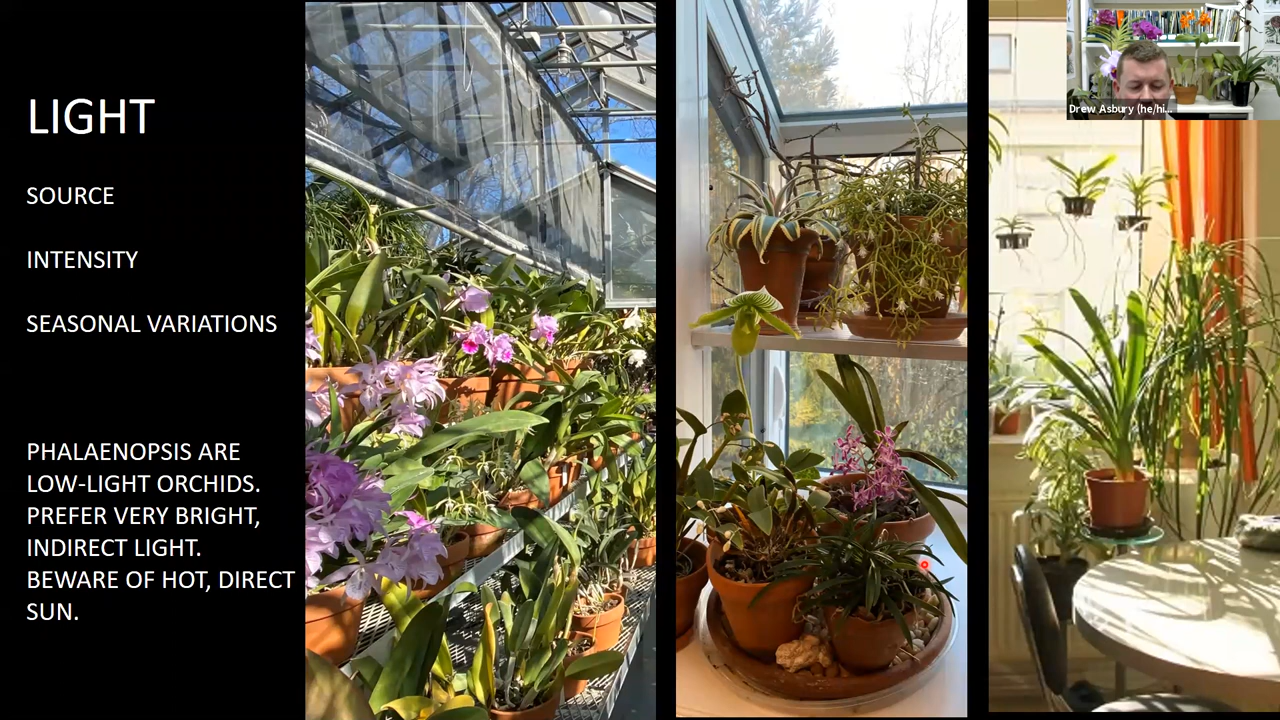 LIGHT
SOURCE
INTENSITY
SEASONAL VARIATIONS
PHALAENOPSIS ARE
LOW-LIGHT ORCHIDS.
PREFER VERY BRIGHT,
INDIRECT LIGHT.
BEWARE OF HOT, DIRECT
SUN.
Drew Asbury (he/hi...